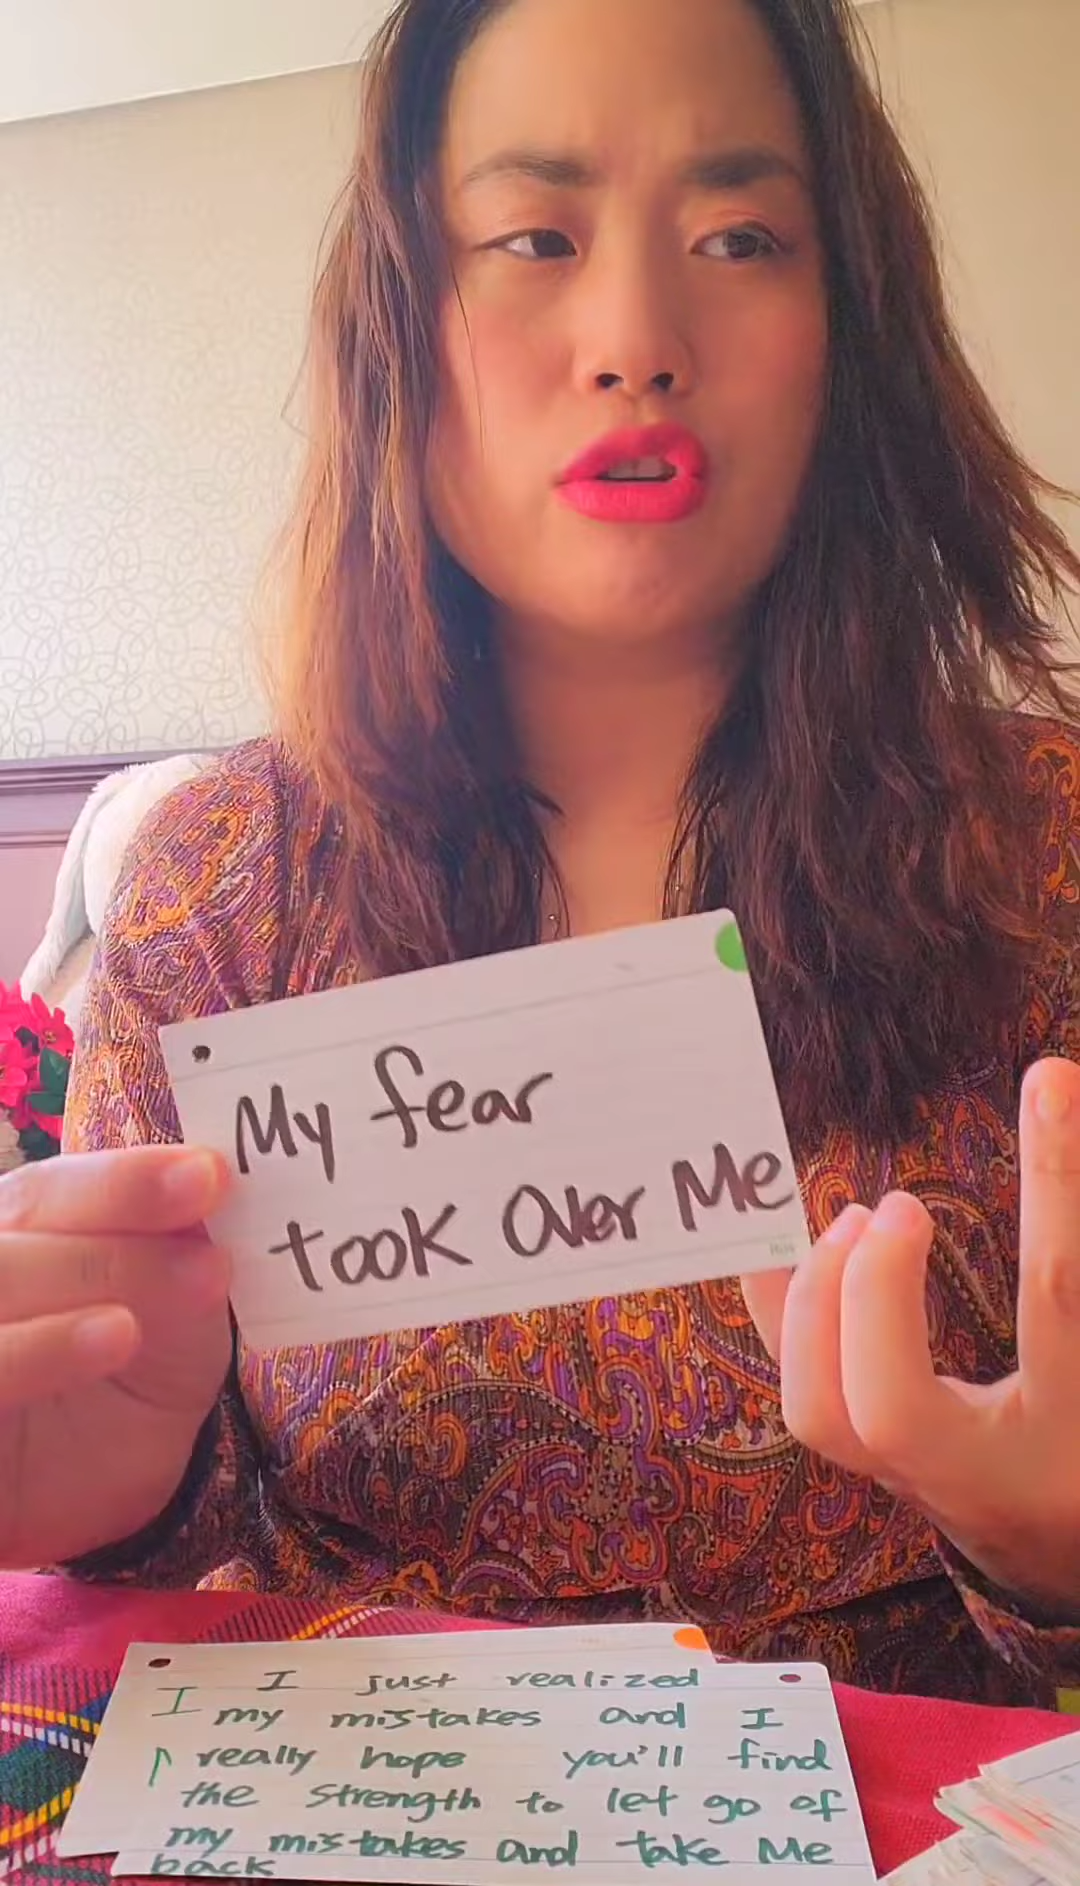 My fear
took over Me
I just realized
I my mistakes and I
really hope you'll find
the strength to let go of
my mistakes and take Me
back